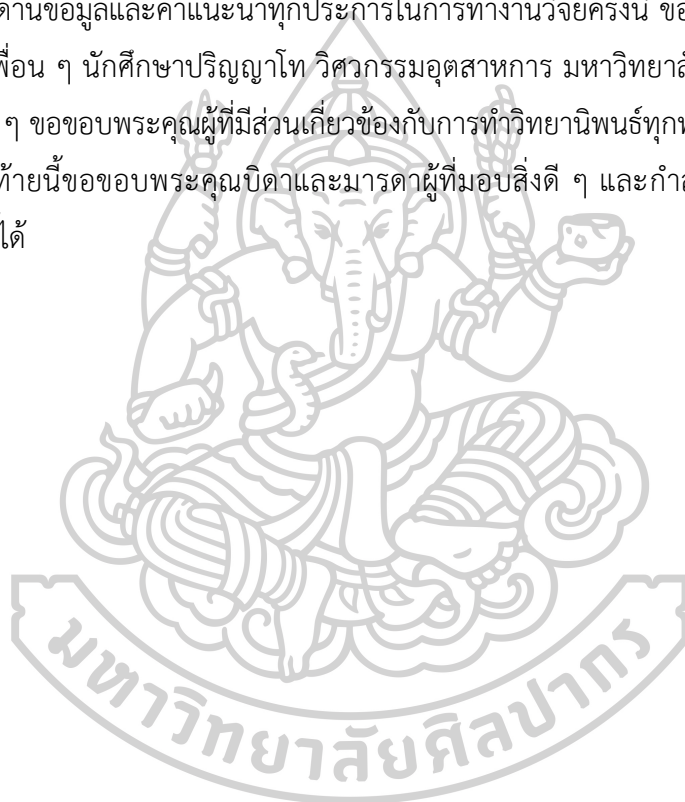 ด้านข้อมูลและคำแนะนำทุกประการในการทำงานวิจัยครั้งนี้ ขอ
พื่อน ๆ นักศึกษาปริญญาโท วิศวกรรมอุตสาหการ มหาวิทยาลั
ๆ ขอขอบพระคุณผู้ที่มีส่วนเกี่ยวข้องกับการทำวิทยานิพนธ์ทุก
ท้ายนี้ขอขอบพระคุณบิดาและมารดาผู้ที่มอบสิ่งดี ๆ และกำล
ได้
มหาวิทยาลัยศิลปากร